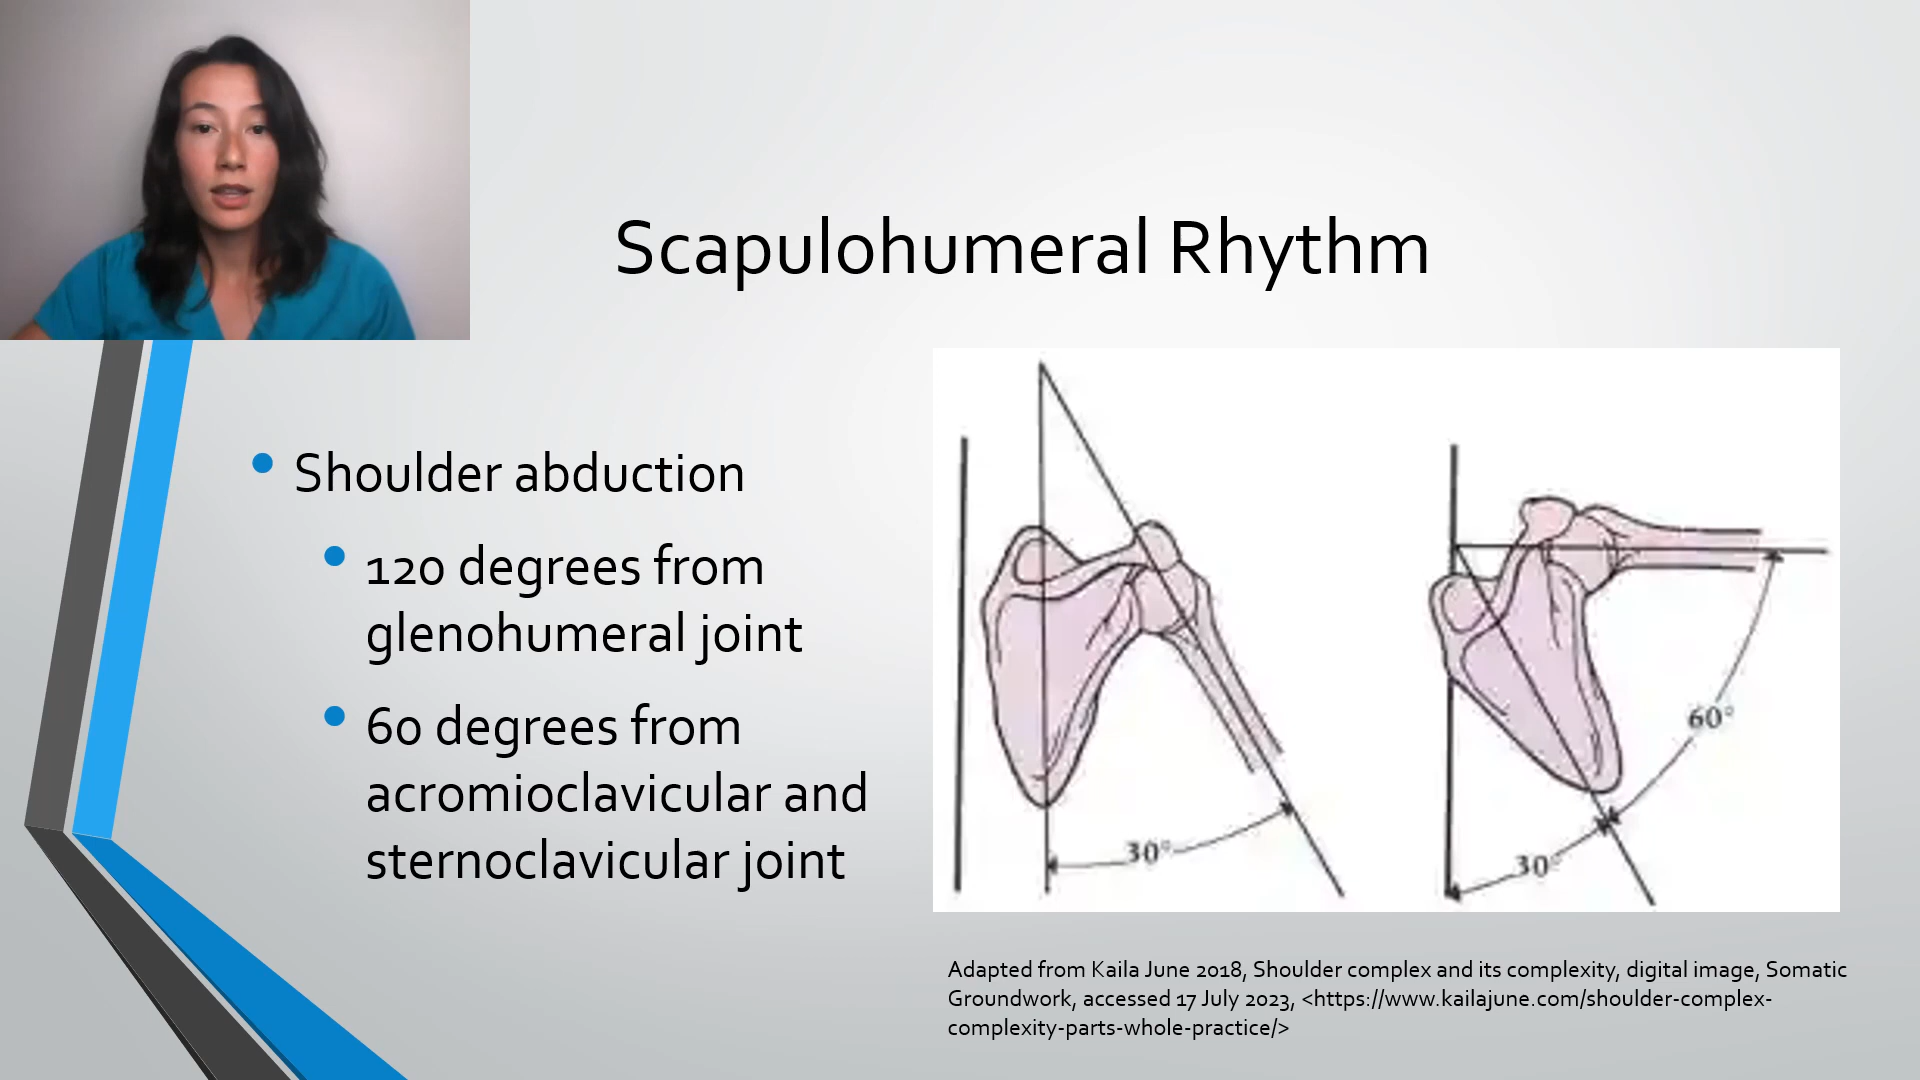 Scapulohumeral Rhythm
Shoulder abduction
120 degrees from
glenohumeral joint
60 degrees from
acromioclavicular and
sternoclavicular joint
30°
60°
30°
Adapted from Kaila June 2018, Shoulder complex and its complexity, digital image, Somatic
Groundwork, accessed 17 July 2023, <https://www.kailajune.com/shoulder-complex-
complexity-parts-whole-practice/>